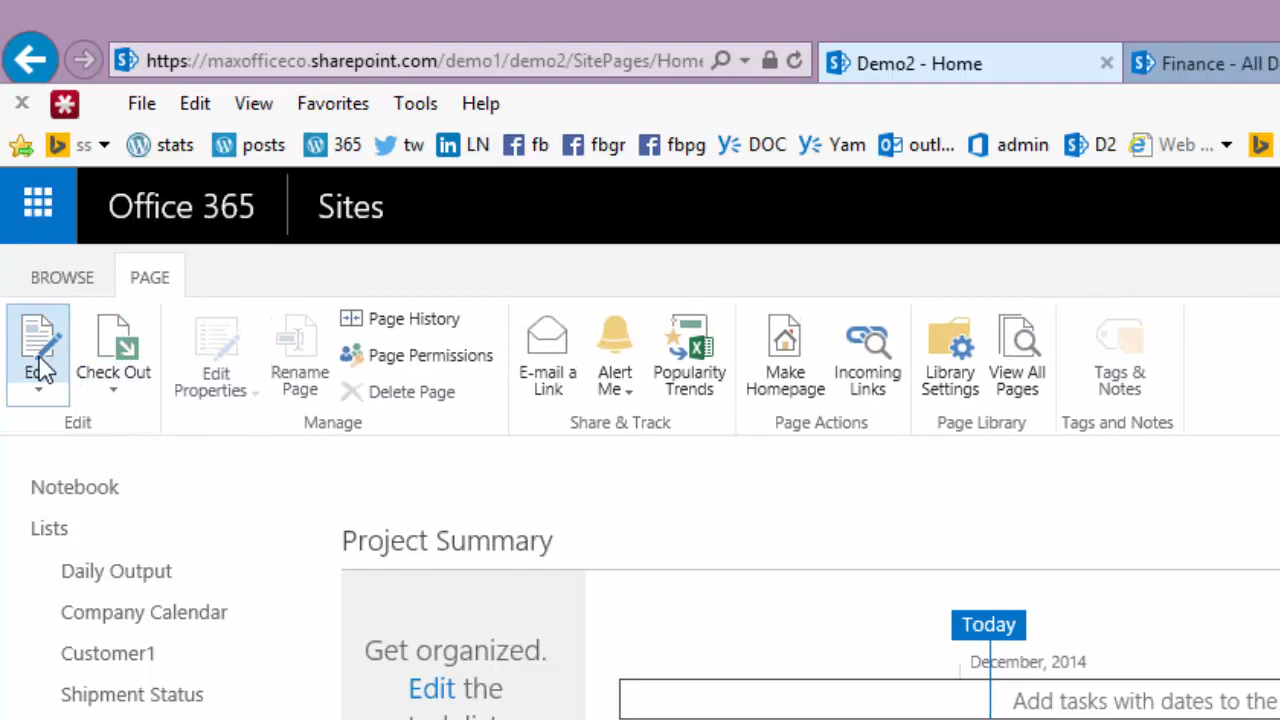 https://maxofficeco.sharepoint.com/demo1/demo2/SitePages/Home
Demo2 - Home
Finance - All D
File Edit View Favorites Tools Help
ss stats posts 365 tw LN fb fbgr fbpg DOC Yam outl... admin D2 Web ...
Office 365 Sites
BROWSE PAGE
Edit
Check Out
Edit
Edit
Properties
Rename
Page
Page History
Page Permissions
Delete Page
Manage
E-mail a
Link
Alert
Me
Popularity
Trends
Share & Track
Make
Homepage
Incoming
Links
Page Actions
Library
Settings
View All
Pages
Page Library
Tags &
Notes
Tags and Notes
Notebook
Lists
Daily Output
Company Calendar
Customer1
Shipment Status
Project Summary
Get organized.
Edit the
Today
December, 2014
Add tasks with dates to the